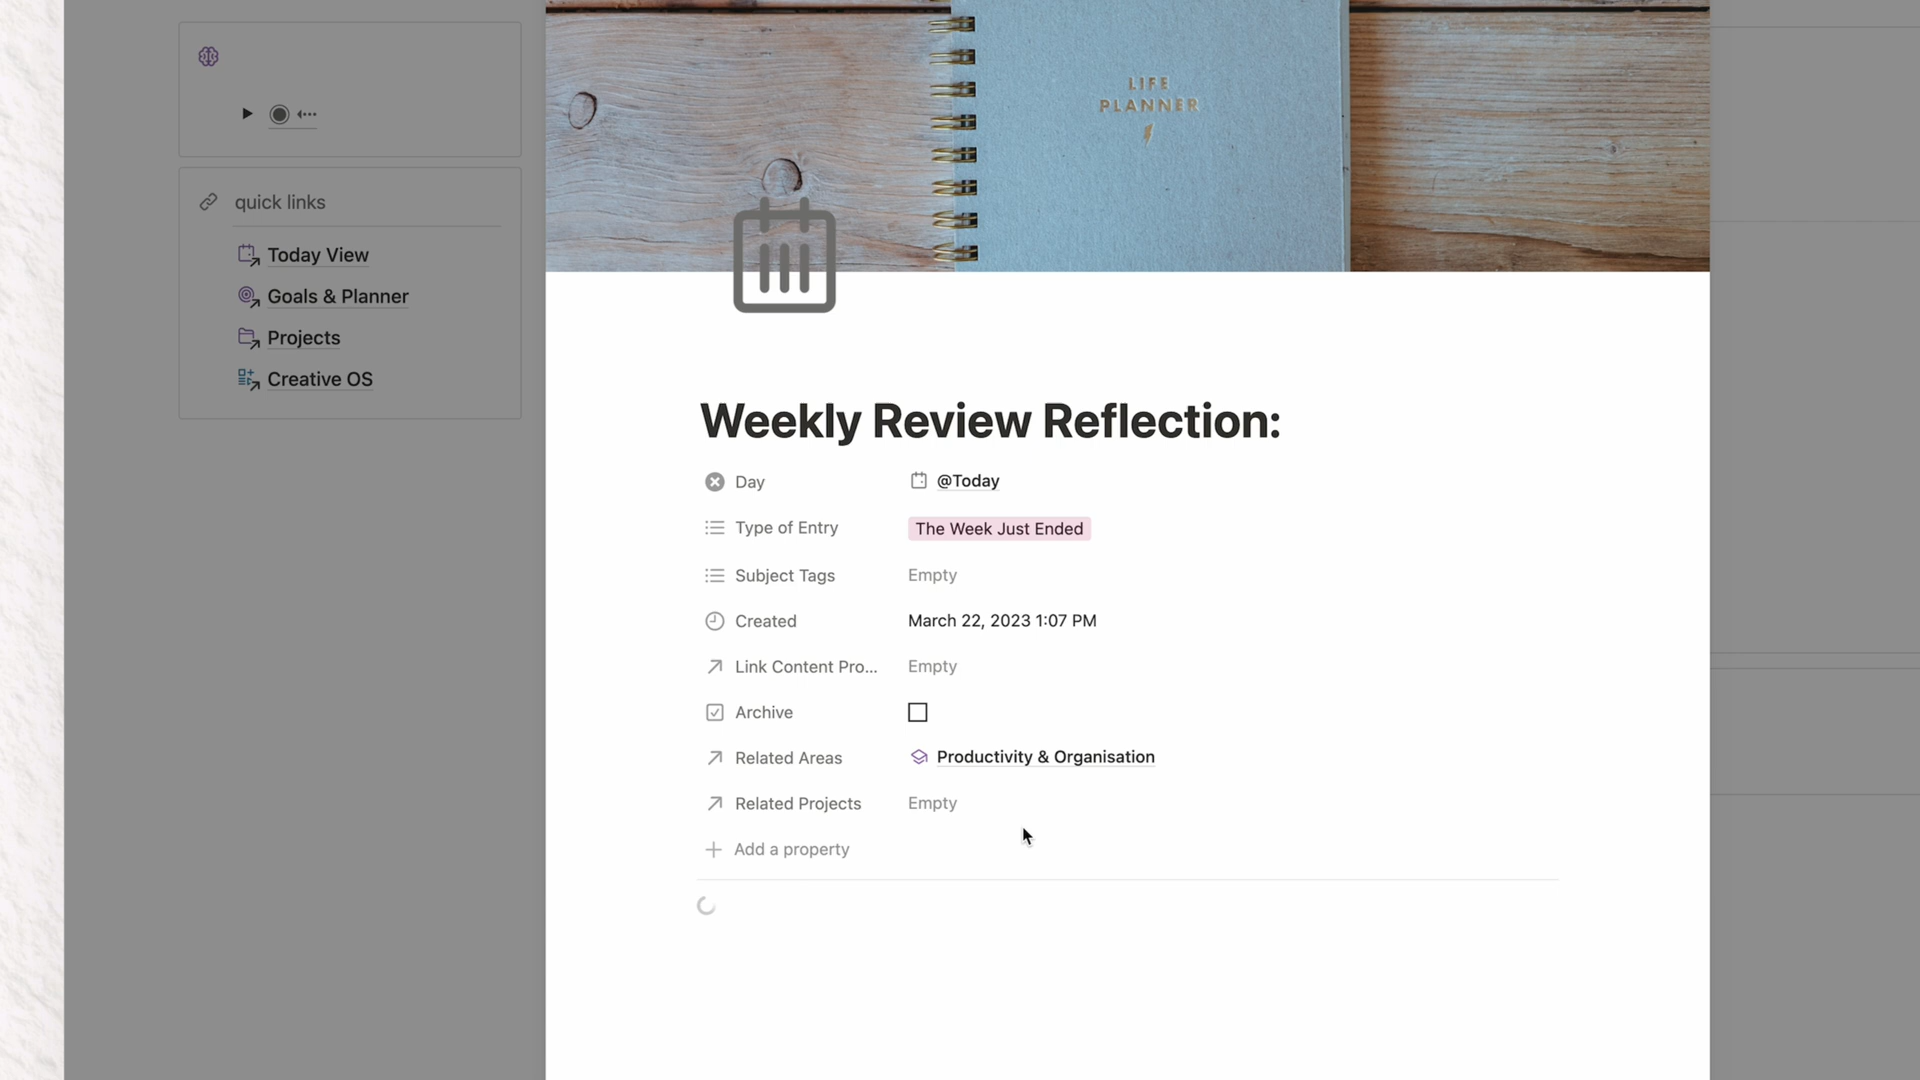 quick links
Today View
Goals & Planner
Projects
Creative OS
LIFE
PLANNER
Weekly Review Reflection:
Day @Today
Type of Entry The Week Just Ended
Subject Tags Empty
Created March 22, 2023 1:07 PM
Link Content Pro...
Empty
Archive
Related Areas Productivity & Organisation
Related Projects Empty
Add a property